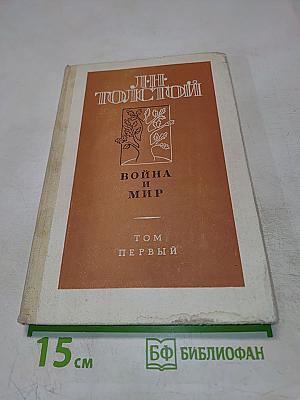 Л·Н·
ТОЛСТОЙ
ВОЙНА
И
МИР
ТОМ
ПЕРВЫЙ
15 см
БФ БИБЛИОФАН